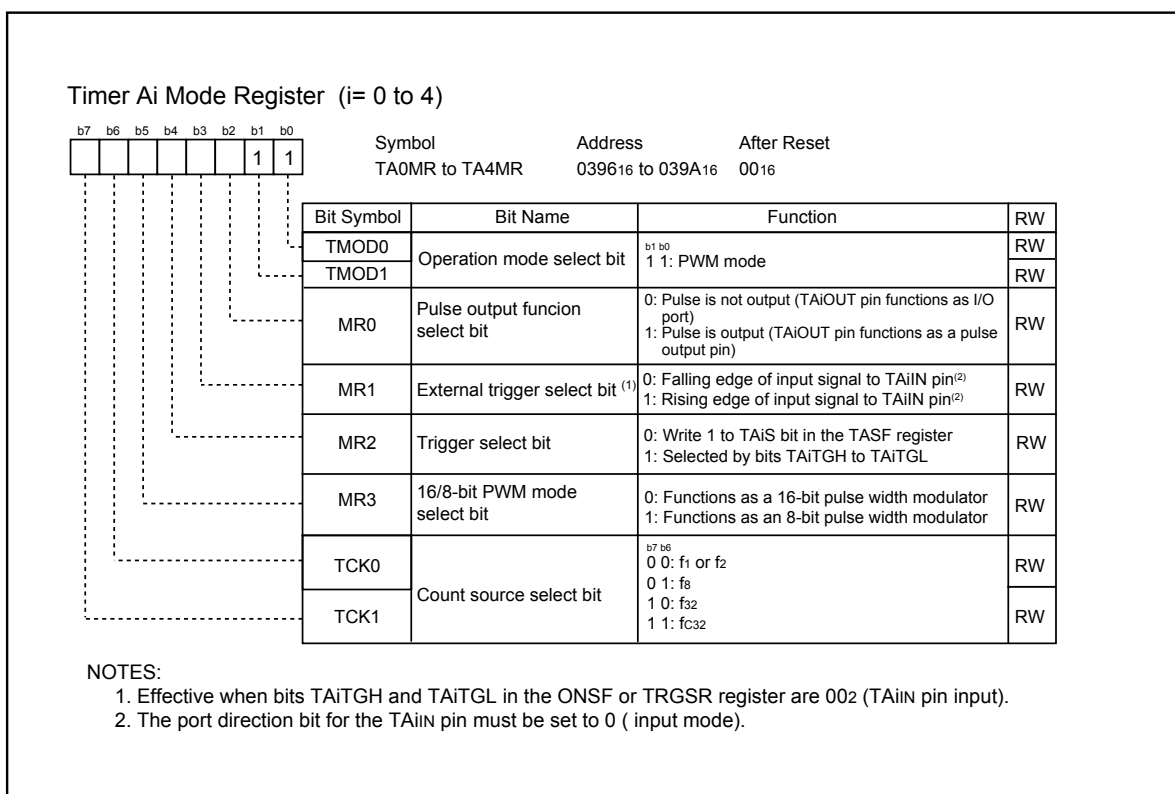 Timer Ai Mode Register (i= 0 to 4)
b7 b6 b5 b4 b3 b2 b1 b0
1 1
Symbol Address After Reset
TA0MR to TA4MR 039616 to 039A16 0016
Bit Symbol Bit Name Function RW
TMOD0 RW
Operation mode select bit
b1 b0
1 1: PWM mode
TMOD1 RW
MR0
Pulse output funcion
select bit
0: Pulse is not output (TAiOUT pin functions as I/O
port)
1: Pulse is output (TAiOUT pin functions as a pulse
output pin)
RW
MR1 External trigger select bit (1)
0: Falling edge of input signal to TAiIN pin(2)
1: Rising edge of input signal to TAiIN pin(2)
RW
MR2 Trigger select bit
0: Write 1 to TAiS bit in the TASF register
1: Selected by bits TAiTGH to TAiTGL
RW
MR3
16/8-bit PWM mode
select bit
0: Functions as a 16-bit pulse width modulator
1: Functions as an 8-bit pulse width modulator
RW
TCK0 RW
Count source select bit
b7 b6
0 0: f1 or f2
0 1: f8
1 0: f32
1 1: fC32
TCK1 RW
NOTES:
1. Effective when bits TAiTGH and TAiTGL in the ONSF or TRGSR register are 002 (TAiIN pin input).
2. The port direction bit for the TAiIN pin must be set to 0 ( input mode).